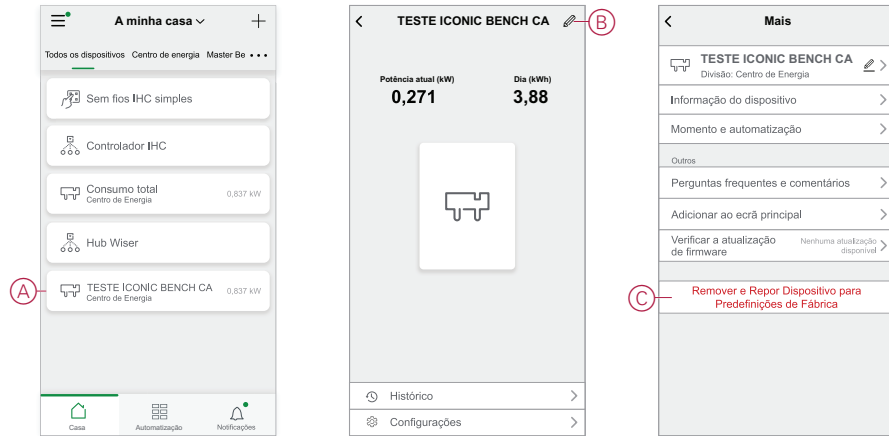 A minha casa
Todos os dispositivos Centro de energia Master Be
Sem fios IHC simples
Controlador IHC
Consumo total
Centro de Energia
0,837 kW
Hub Wiser
A
TESTE ICONIC BENCH CA
Centro de Energia
0,837 kW
Casa
Automatização
Notificações
TESTE ICONIC BENCH CA
B
Potência atual (kW)
Dia (kWh)
0,271
3,88
Histórico
Configurações
Mais
TESTE ICONIC BENCH CA
Divisão: Centro de Energia
Informação do dispositivo
Momento e automatização
Outros
Perguntas frequentes e comentários
Adicionar ao ecrã principal
Verificar a atualização
de firmware
Nenhuma atualização
disponível
C
Remover e Repor Dispositivo para
Predefinições de Fábrica